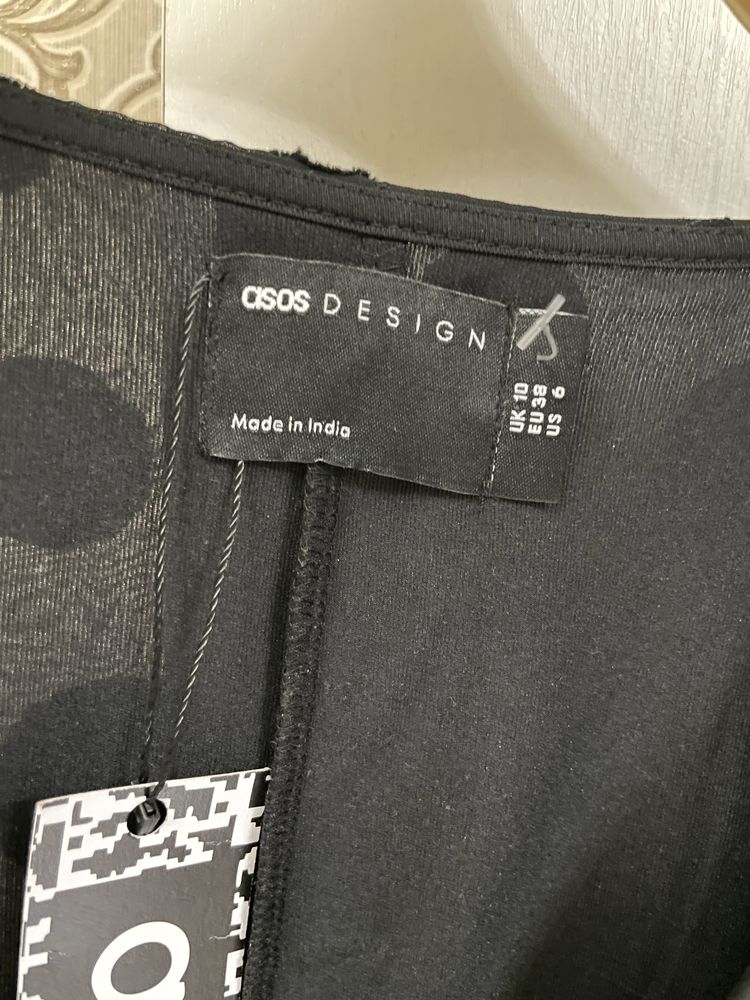 asos DESIGN
Made in India
UK 10
EU 38
US 6
a